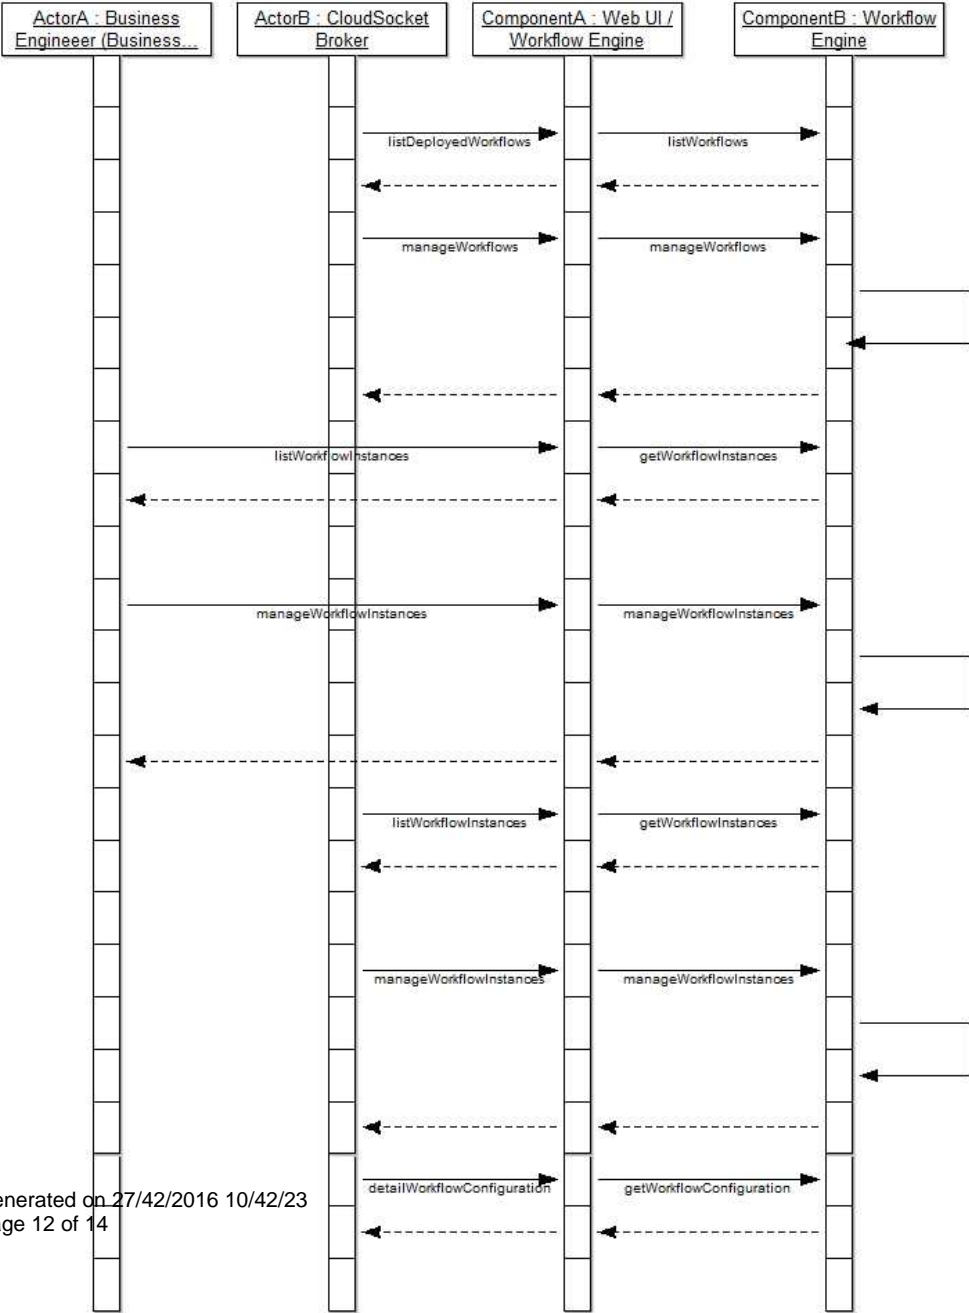 ActorA : Business
Engineeer (Business...
ActorB : CloudSocket
Broker
ComponentA : Web UI /
Workflow Engine
ComponentB : Workflow
Engine
listDeployedWorkflows
listWorkflows
manageWorkflows
manageWorkflows
listWorkflowInstances
getWorkflowInstances
manageWorkflowInstances
manageWorkflowInstances
listWorkflowInstances
getWorkflowInstances
manageWorkflowInstances
manageWorkflowInstances
detailWorkflowConfiguration
getWorkflowConfiguration
enerated on 27/42/2016 10/42/23
ge 12 of 14